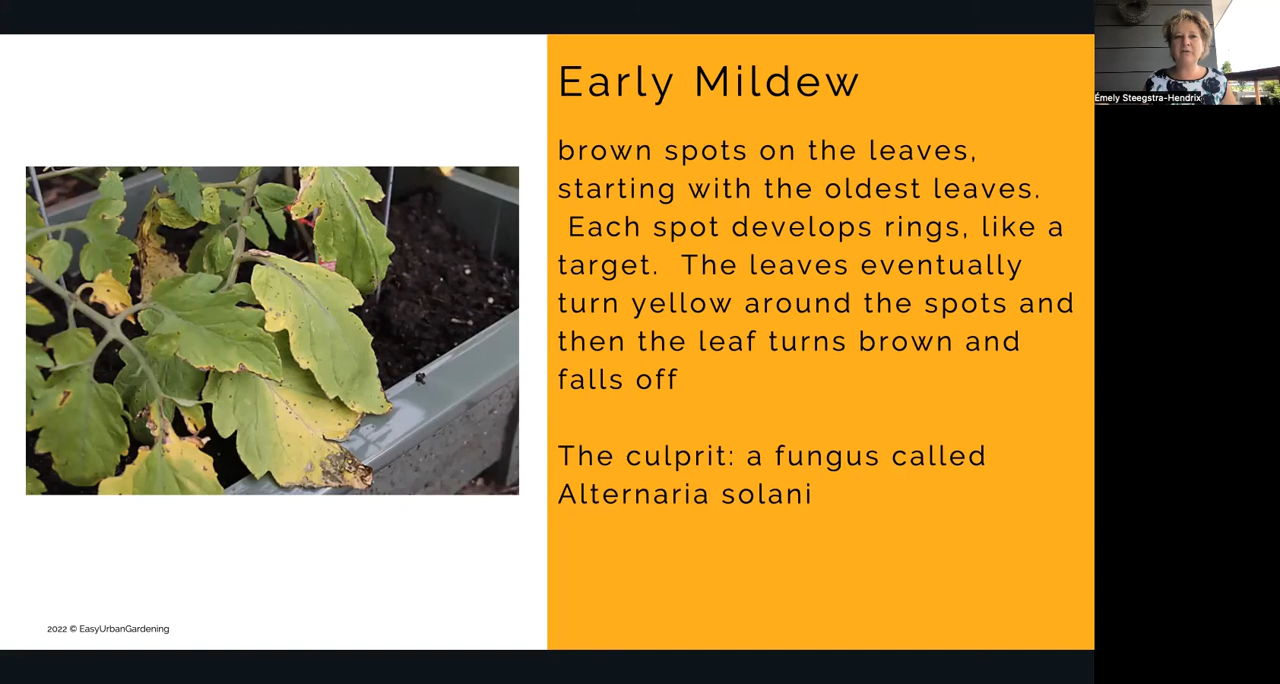 Early Mildew
brown spots on the leaves,
starting with the oldest leaves.
Each spot develops rings, like a
target. The leaves eventually
turn yellow around the spots and
then the leaf turns brown and
falls off
The culprit: a fungus called
Alternaria solani
2022 © EasyUrbanGardening
Émely Steegstra-Hendrix